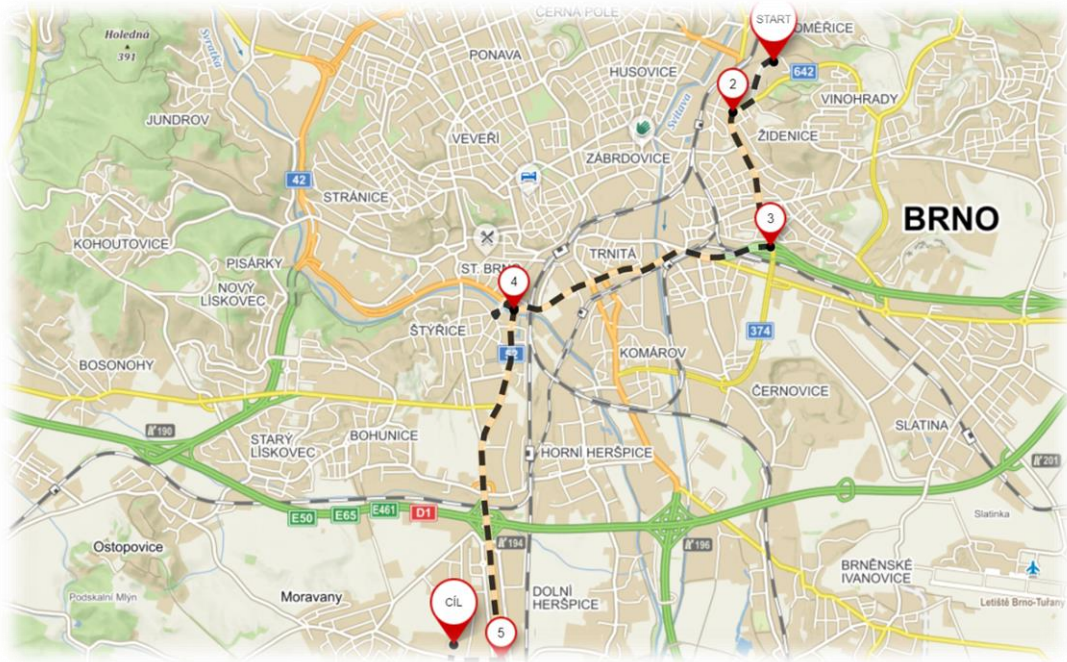 ČERNÁ POLE
START
OMĚŘICE
Holedná
391
Svratka
PONAVA
HUSOVICE
642
2
VINOHRADY
Svitava
JUNDROV
VEVEŘÍ
ŽIDENICE
ZÁBRDOVICE
42
STRÁNICE
3
BRNO
KOHOUTOVICE
PISÁRKY
TRNITÁ
ST. BRN
NOVÝ
LÍSKOVEC
4
ŠTÝŘICE
374
KOMÁROV
BOSONOHY
ČERNOVICE
190
STARÝ
LÍSKOVEC
BOHUNICE
SLATINA
HORNÍ HERŠPICE
201
E50
E65
E461
D1
Slatinka
194
196
Ostopovice
BRNĚNSKÉ
IVANOVICE
Podskalní Mlýn
Moravany
CÍL
DOLNÍ
HERŠPICE
Letiště Brno-Tuřany
5